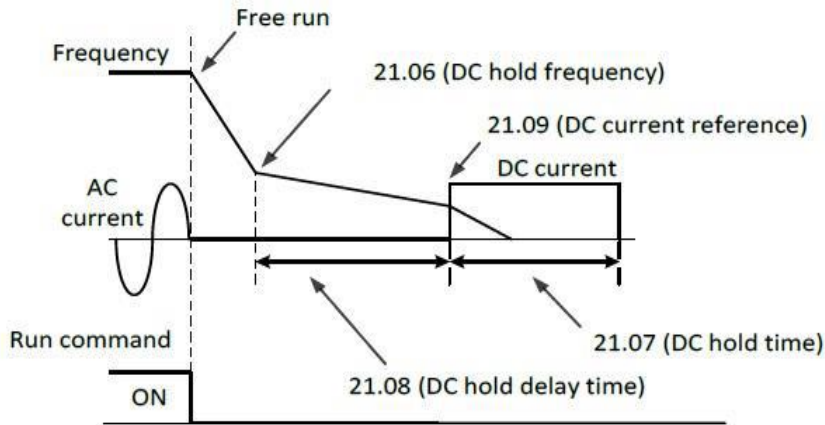 Free run
Frequency
21.06 (DC hold frequency)
21.09 (DC current reference)
DC current
AC
current
Run command
21.07 (DC hold time)
21.08 (DC hold delay time)
ON